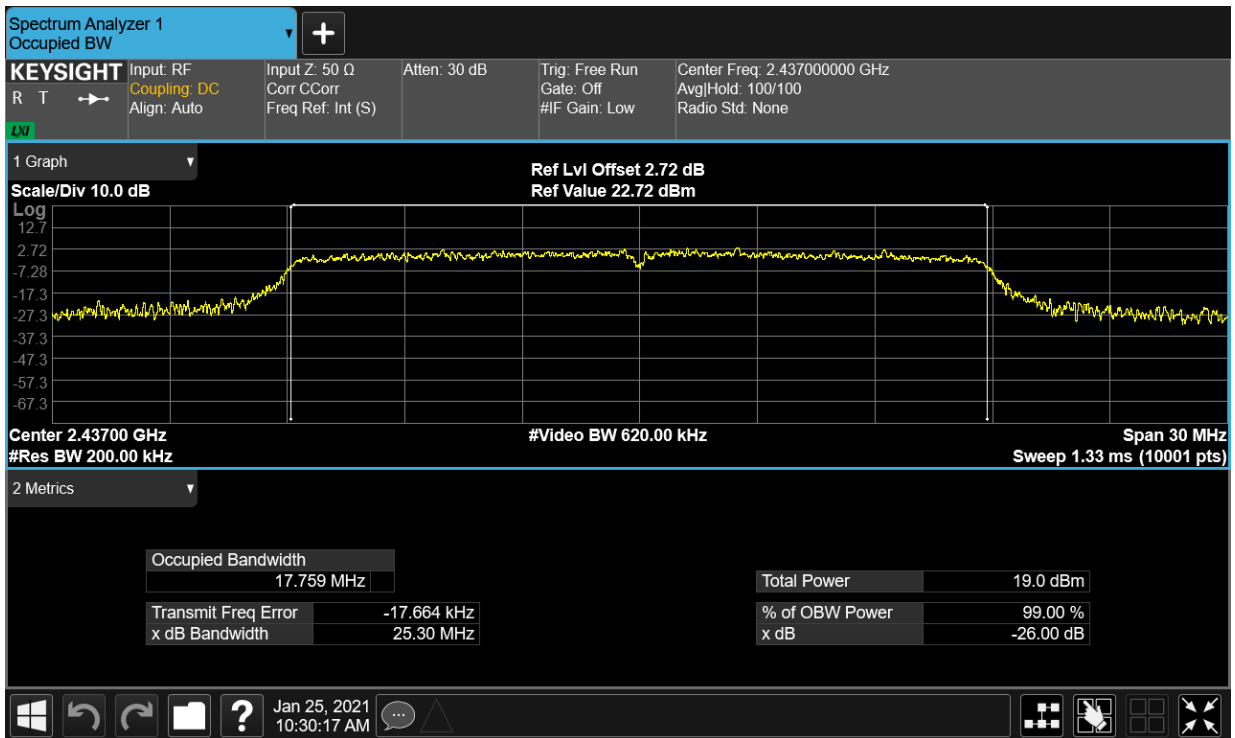 Spectrum Analyzer 1
Occupied BW
KEYSIGHT
R T
LXI
Input: RF
Coupling: DC
Align: Auto
Input Z: 50 Ω
Corr CCorr
Freq Ref: Int (S)
Atten: 30 dB
Trig: Free Run
Gate: Off
#IF Gain: Low
Center Freq: 2.437000000 GHz
Avg|Hold: 100/100
Radio Std: None
1 Graph
Scale/Div 10.0 dB
Ref Lvl Offset 2.72 dB
Ref Value 22.72 dBm
Log
12.7
2.72
-7.28
-17.3
-27.3
-37.3
-47.3
-57.3
-67.3
Center 2.43700 GHz
#Video BW 620.00 kHz
Span 30 MHz
#Res BW 200.00 kHz
Sweep 1.33 ms (10001 pts)
2 Metrics
Occupied Bandwidth
17.759 MHz
Total Power 19.0 dBm
Transmit Freq Error -17.664 kHz
% of OBW Power 99.00 %
x dB Bandwidth 25.30 MHz
x dB -26.00 dB
?
Jan 25, 2021
10:30:17 AM